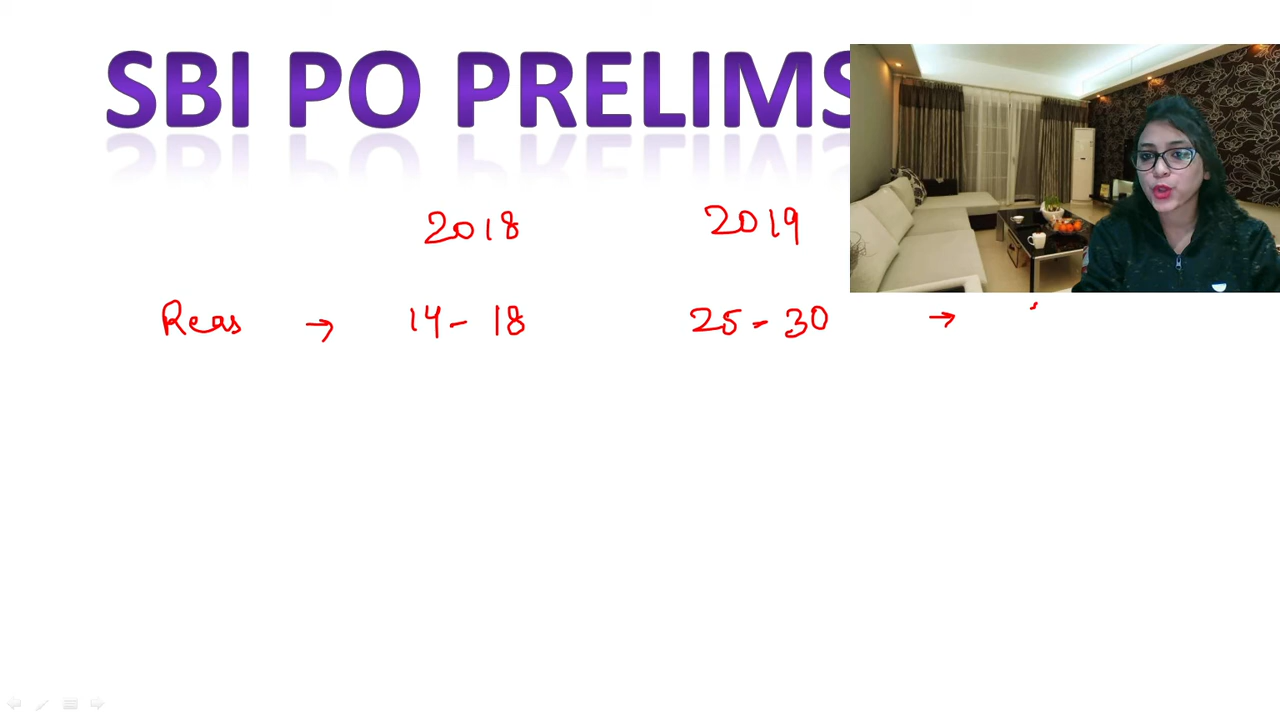 SBI PO PRELIMS
2018 2019
Reas → 14 - 18 25 - 30 →